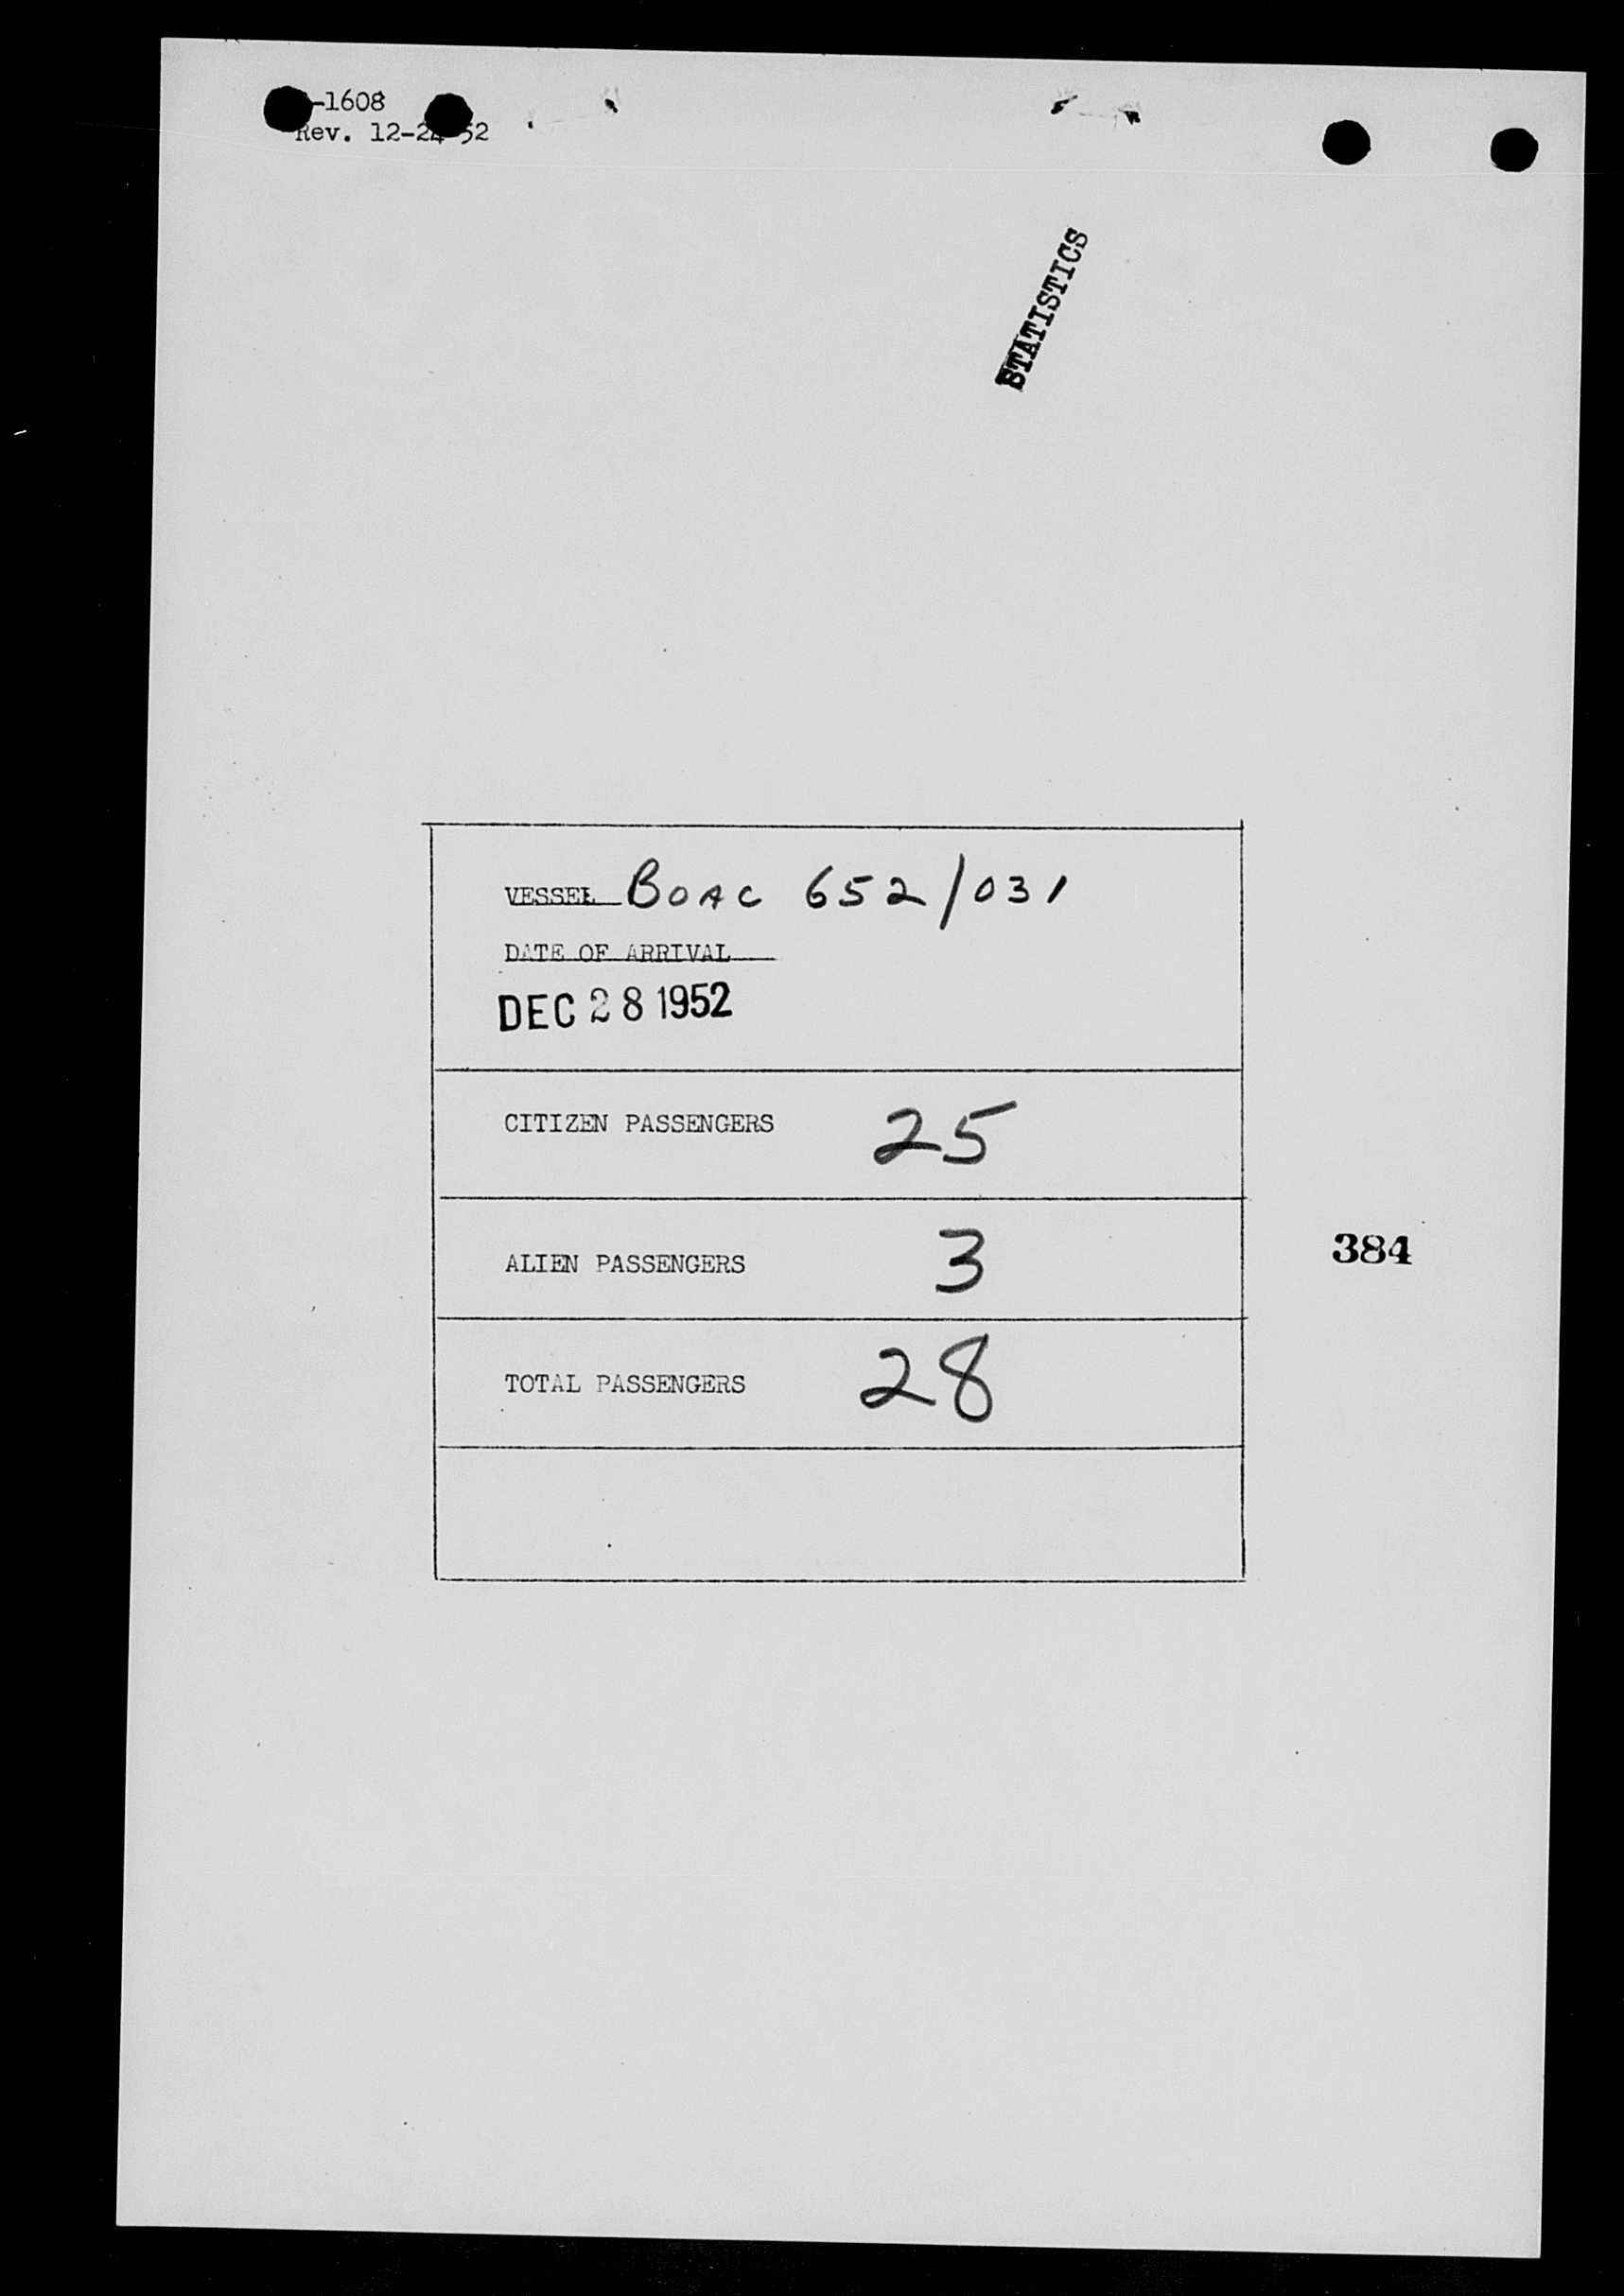 -1608
Rev. 12-24-52
STATISTICS
VESSEL BOAC 652/031
DATE OF ARRIVAL
DEC 28 1952
CITIZEN PASSENGERS 25
ALIEN PASSENGERS 3
384
TOTAL PASSENGERS 28